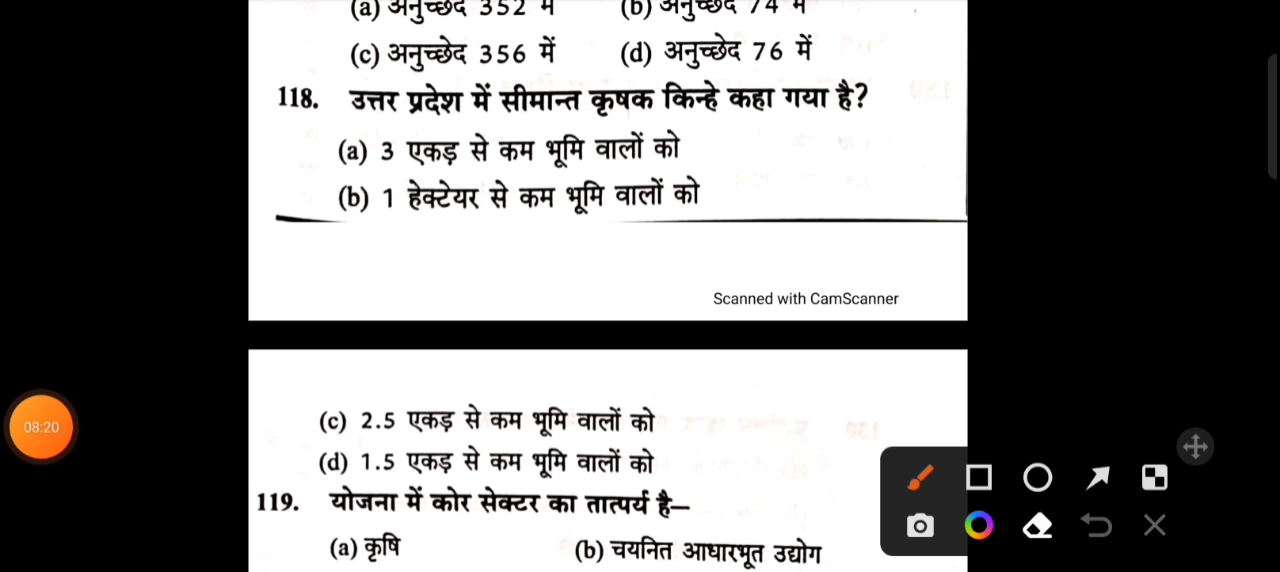 (a) अनुच्छेद 352 में (b) अनुच्छेद 74 में
(c) अनुच्छेद 356 में (d) अनुच्छेद 76 में
118. उत्तर प्रदेश में सीमान्त कृषक किन्हे कहा गया है?
(a) 3 एकड़ से कम भूमि वालों को
(b) 1 हेक्टेयर से कम भूमि वालों को
Scanned with CamScanner
(c) 2.5 एकड़ से कम भूमि वालों को
08:20
(d) 1.5 एकड़ से कम भूमि वालों को
119. योजना में कोर सेक्टर का तात्पर्य है–
(a) कृषि (b) चयनित आधारभूत उद्योग